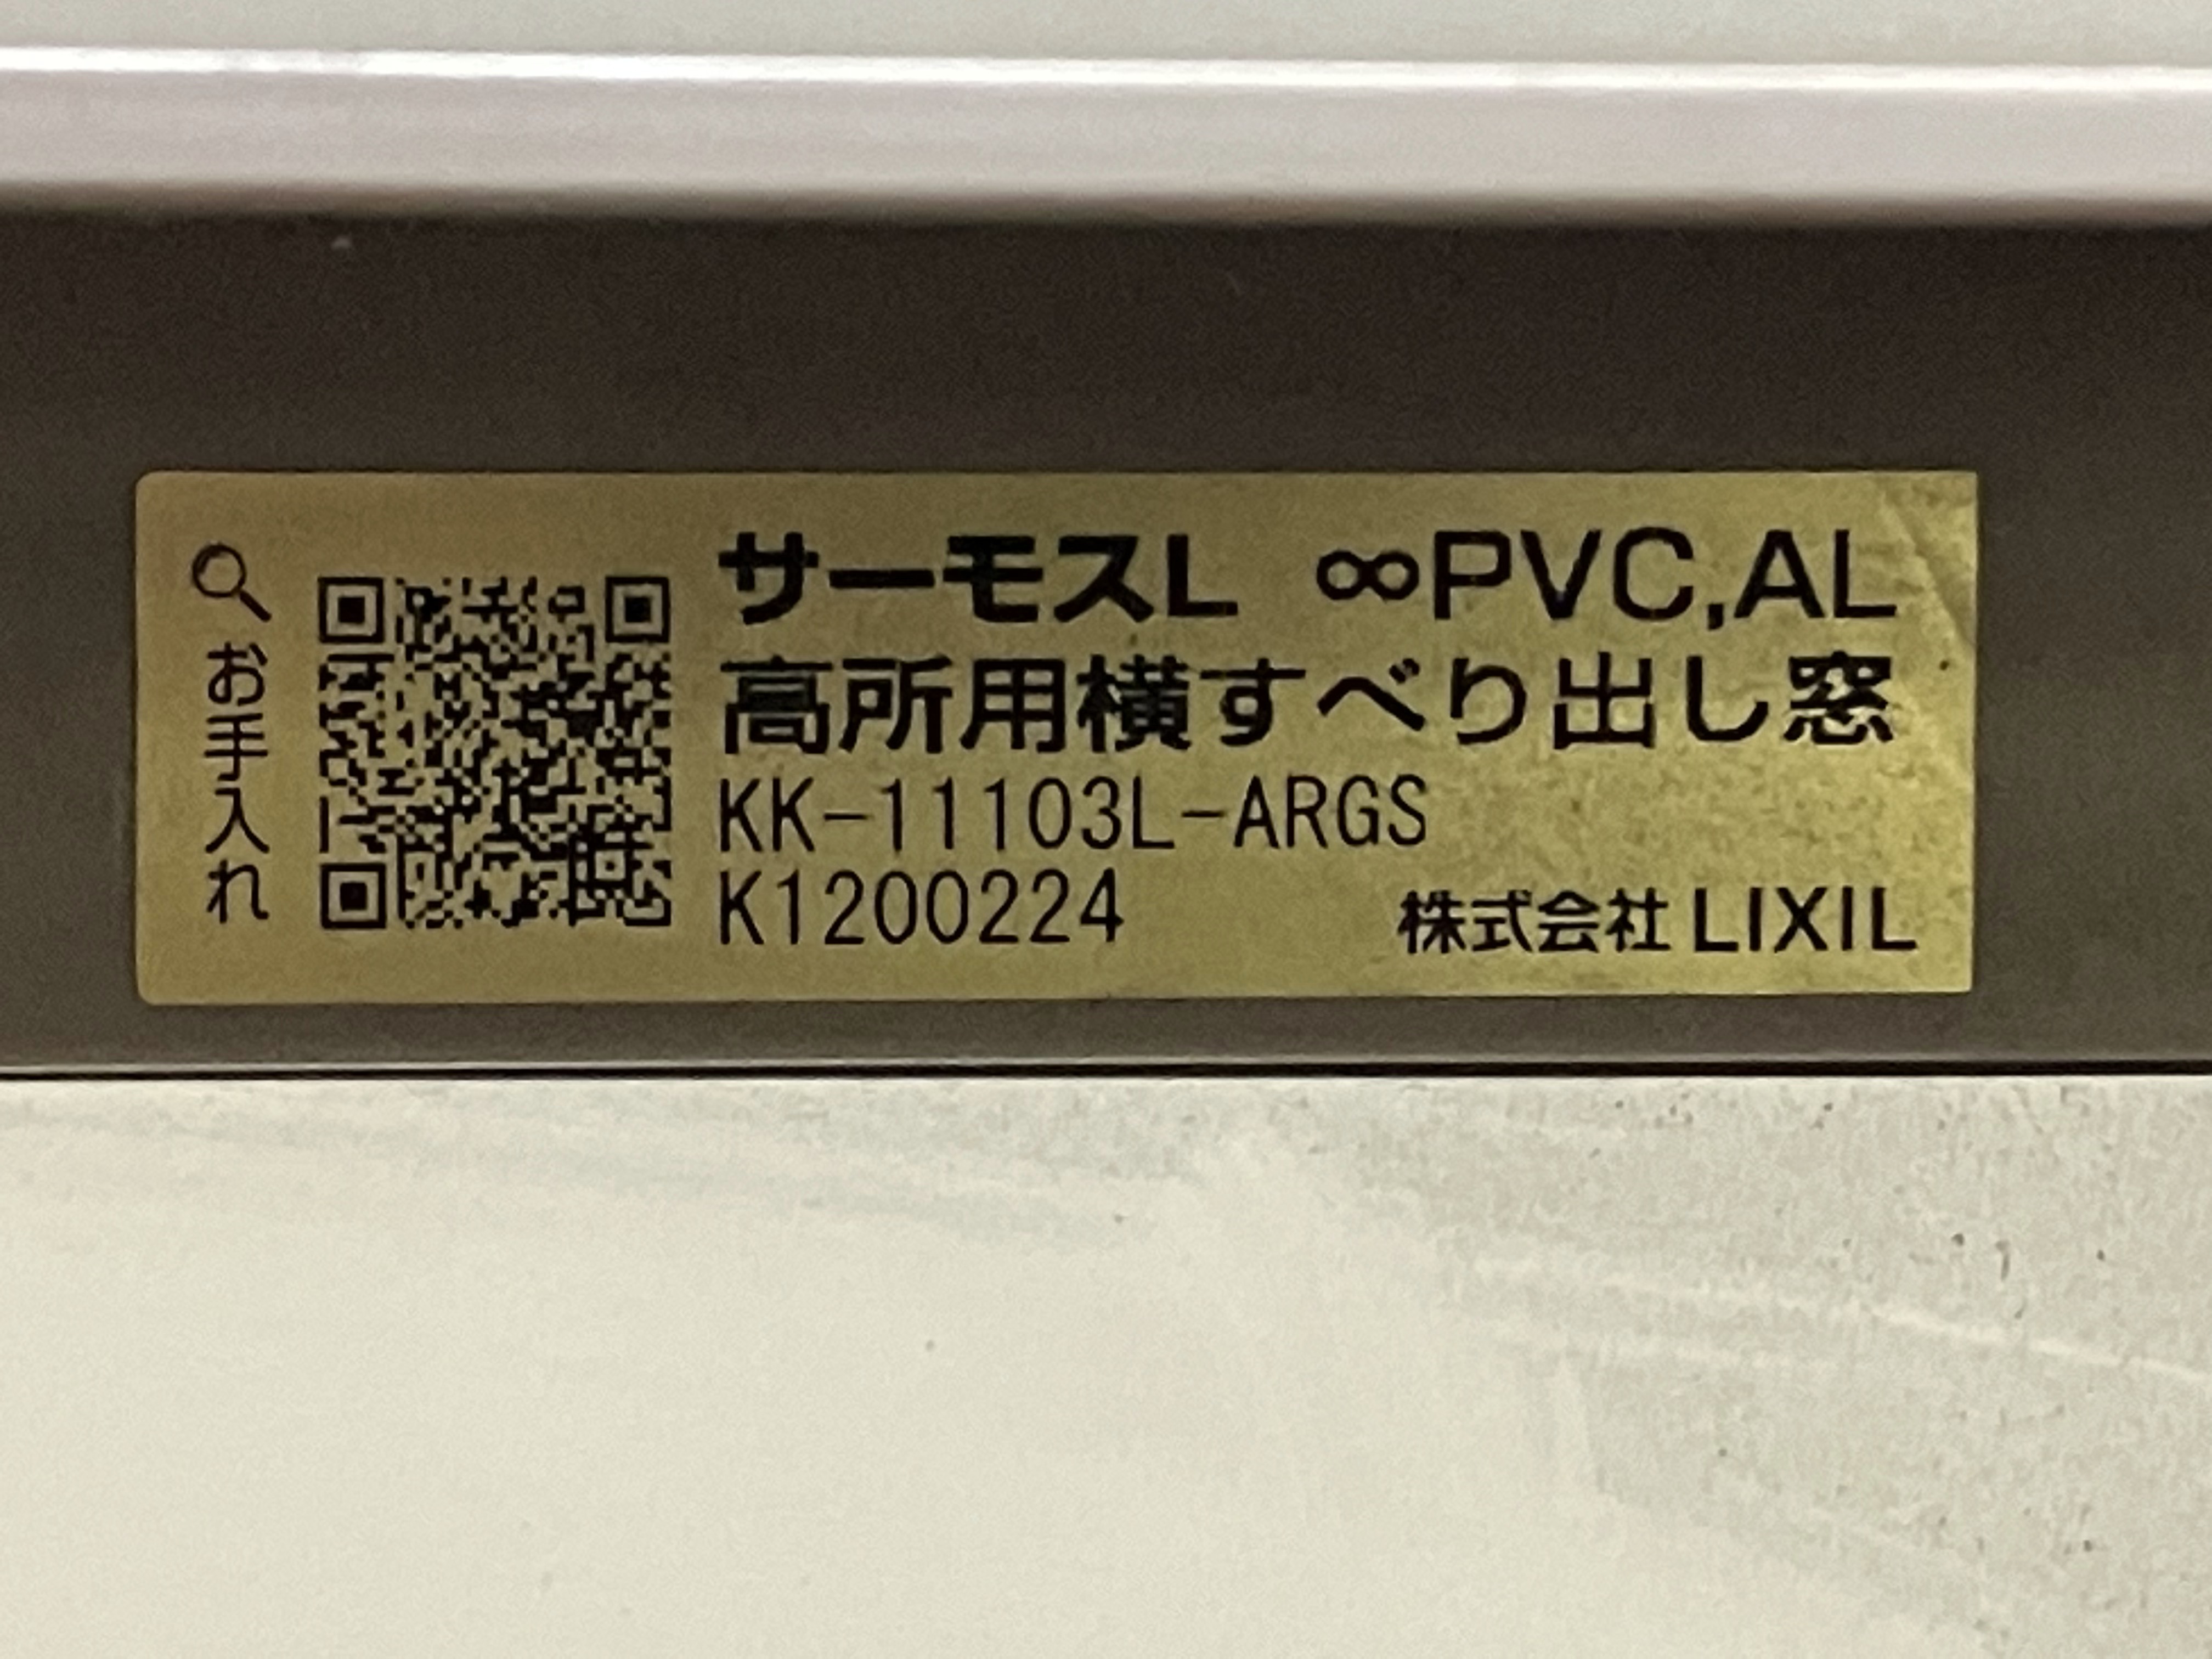 お手入れ
サーモスL ∞PVC,AL
高所用横すべり出し窓
KK-11103L-ARGS
K1200224
株式会社 LIXIL